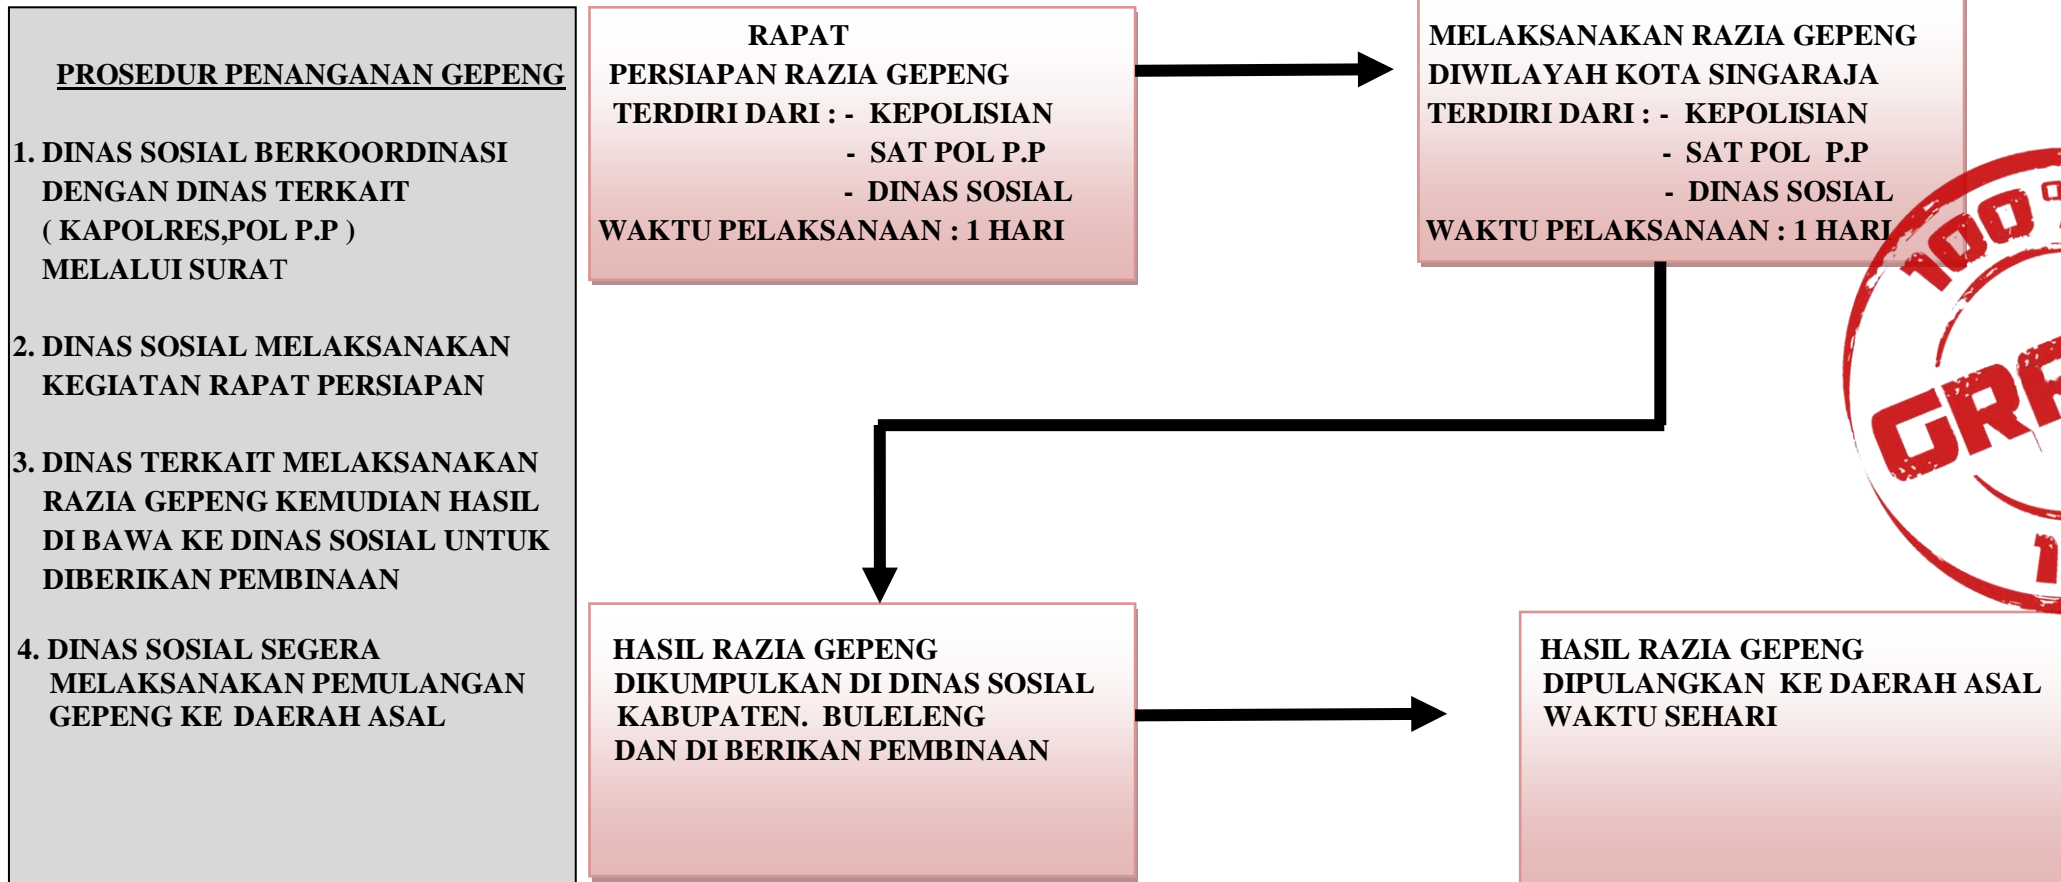 PROSEDUR PENANGANAN GEPENG
1. DINAS SOSIAL BERKOORDINASI
DENGAN DINAS TERKAIT
( KAPOLRES,POL P.P )
MELALUI SURAT
2. DINAS SOSIAL MELAKSANAKAN
KEGIATAN RAPAT PERSIAPAN
3. DINAS TERKAIT MELAKSANAKAN
RAZIA GEPENG KEMUDIAN HASIL
DI BAWA KE DINAS SOSIAL UNTUK
DIBERIKAN PEMBINAAN
4. DINAS SOSIAL SEGERA
MELAKSANAKAN PEMULANGAN
GEPENG KE DAERAH ASAL
RAPAT
PERSIAPAN RAZIA GEPENG
TERDIRI DARI : - KEPOLISIAN
- SAT POL P.P
- DINAS SOSIAL
WAKTU PELAKSANAAN : 1 HARI
MELAKSANAKAN RAZIA GEPENG
DIWILAYAH KOTA SINGARAJA
TERDIRI DARI : - KEPOLISIAN
- SAT POL P.P
- DINAS SOSIAL
WAKTU PELAKSANAAN : 1 HARI
HASIL RAZIA GEPENG
DIKUMPULKAN DI DINAS SOSIAL
KABUPATEN. BULELENG
DAN DI BERIKAN PEMBINAAN
HASIL RAZIA GEPENG
DIPULANGKAN KE DAERAH ASAL
WAKTU SEHARI
100%